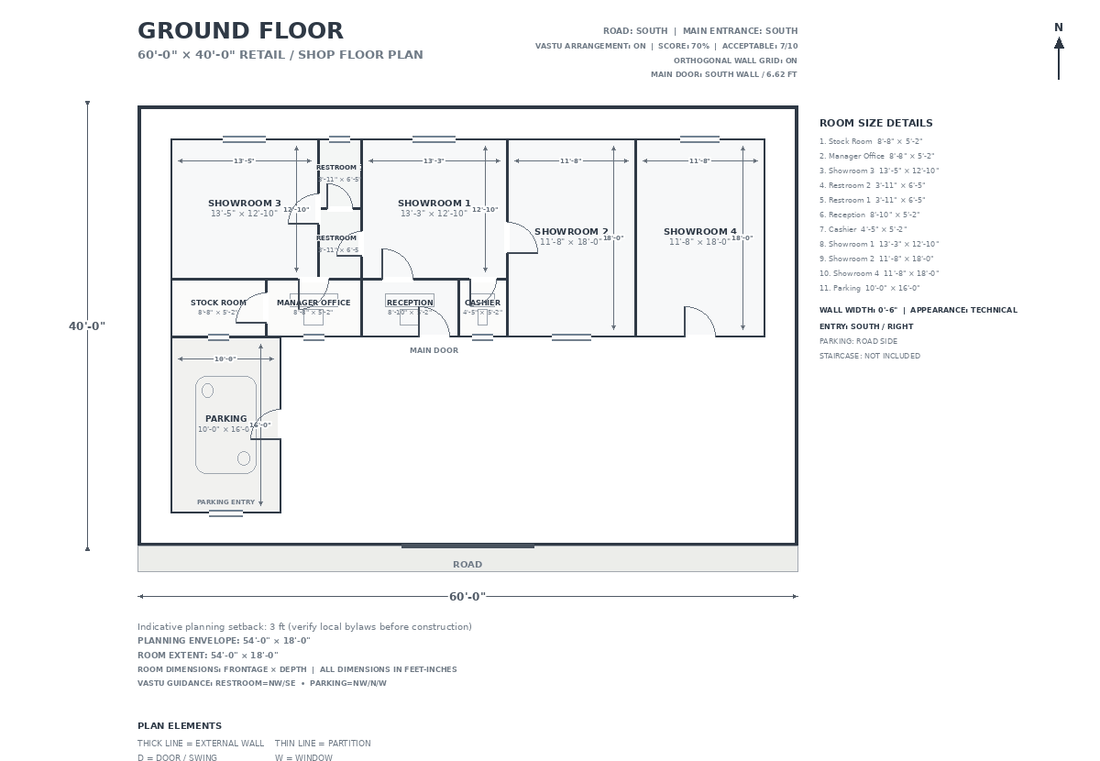 GROUND FLOOR
60'-0" × 40'-0" RETAIL / SHOP FLOOR PLAN
ROAD: SOUTH | MAIN ENTRANCE: SOUTH
VASTU ARRANGEMENT: ON | SCORE: 70% | ACCEPTABLE: 7/10
ORTHOGONAL WALL GRID: ON
MAIN DOOR: SOUTH WALL / 6.62 FT
N
ROOM SIZE DETAILS
1. Stock Room 8'-8" × 5'-2"
2. Manager Office 8'-8" × 5'-2"
3. Showroom 3 13'-5" × 12'-10"
4. Restroom 2 3'-11" × 6'-5"
5. Restroom 1 3'-11" × 6'-5"
6. Reception 8'-10" × 5'-2"
7. Cashier 4'-5" × 5'-2"
8. Showroom 1 13'-3" × 12'-10"
9. Showroom 2 11'-8" × 18'-0"
10. Showroom 4 11'-8" × 18'-0"
11. Parking 10'-0" × 16'-0"
WALL WIDTH: 0'-6" | APPEARANCE: TECHNICAL
ENTRY: SOUTH / RIGHT
PARKING: ROAD SIDE
STAIRCASE: NOT INCLUDED
13'-5"
13'-3"
11'-8"
11'-8"
RESTROOM
3'-11" × 6'-5"
SHOWROOM 3
13'-5" × 12'-10"
12'-10"
SHOWROOM 1
13'-3" × 12'-10"
12'-10"
SHOWROOM 2
11'-8" × 18'-0"
18'-0"
SHOWROOM 4
11'-8" × 18'-0"
18'-0"
RESTROOM
3'-11" × 6'-5
STOCK ROOM
8'-8" × 5'-2"
MANAGER OFFICE
8'-8" × 5'-2"
RECEPTION
8'-10" × 5'-2"
CASHIER
4'-5" × 5'-2"
MAIN DOOR
40'-0"
10'-0"
PARKING
10'-0" × 16'-0"
16'-0"
PARKING ENTRY
ROAD
60'-0"
Indicative planning setback: 3 ft (verify local bylaws before construction)
PLANNING ENVELOPE: 54'-0" × 18'-0"
ROOM EXTENT: 54'-0" × 18'-0"
ROOM DIMENSIONS: FRONTAGE × DEPTH | ALL DIMENSIONS IN FEET-INCHES
VASTU GUIDANCE: RESTROOM=NW/SE • PARKING=NW/N/W
PLAN ELEMENTS
THICK LINE = EXTERNAL WALL THIN LINE = PARTITION
D = DOOR / SWING W = WINDOW